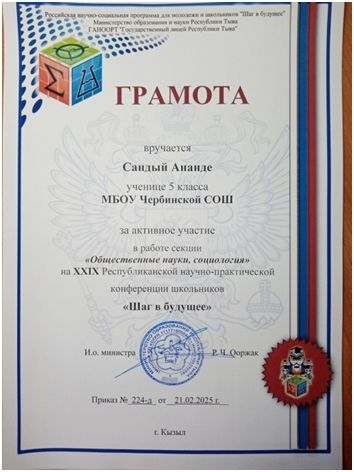 Российская научно-социальная программа для молодежи и школьников "Шаг в будущее"
Министерство образования и науки Республики Тыва
ГАНООРТ "Государственный лицей Республики Тыва"
ГРАМОТА
вручается
Сандый Ананде
ученице 5 класса
МБОУ Чербинской СОШ
за активное участие
в работе секции
«Общественные науки, социология»
на XXIX Республиканской научно-практической
конференции школьников
«Шаг в будущее»
И.о. министра Р.Ч. Ооржак
Приказ № 224-д от 21.02.2025 г.
г. Кызыл